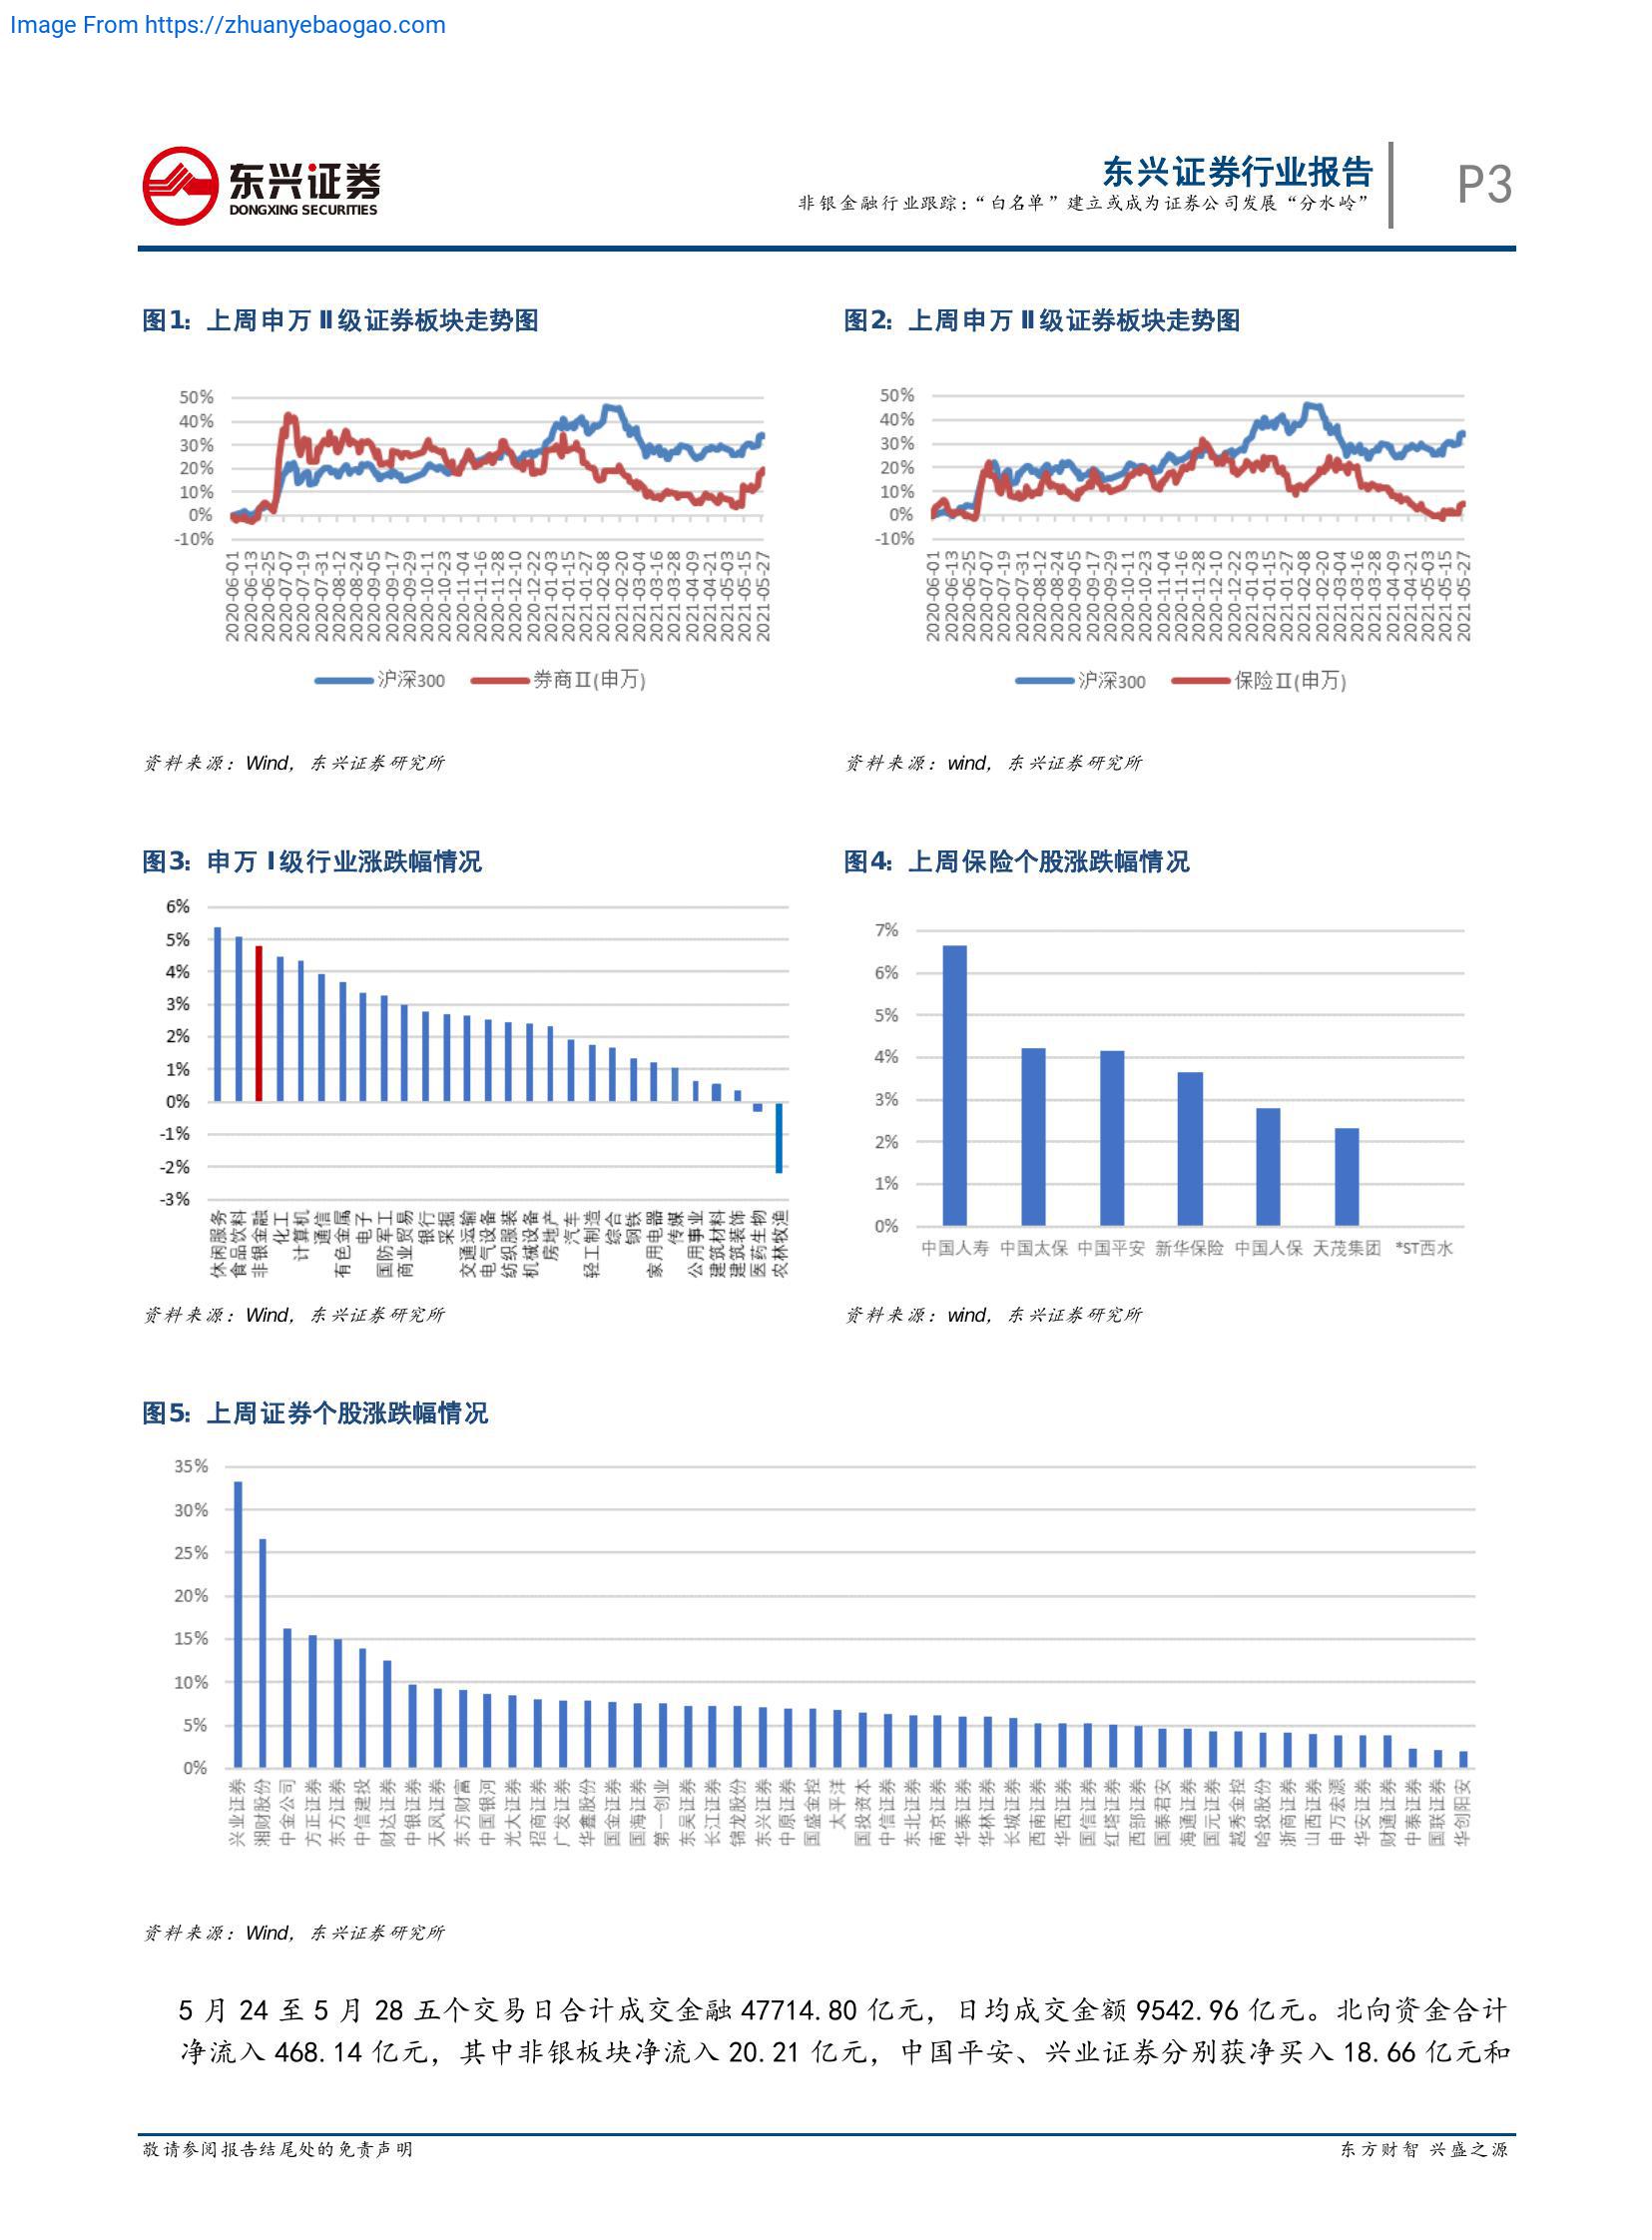 Image From https://zhuanyebaogao.com
东兴证券
DONGXING SECURITIES
东兴证券行业报告
非银金融行业跟踪：“白名单”建立或成为证券公司发展“分水岭”
P3
图1：上周申万 II 级证券板块走势图
50%
40%
30%
20%
10%
0%
-10%
2020-06-01
2020-06-13
2020-06-25
2020-07-07
2020-07-19
2020-07-31
2020-08-12
2020-08-24
2020-09-05
2020-09-17
2020-09-29
2020-10-11
2020-10-23
2020-11-04
2020-11-16
2020-11-28
2020-12-10
2020-12-22
2021-01-03
2021-01-15
2021-01-27
2021-02-08
2021-02-20
2021-03-04
2021-03-16
2021-03-28
2021-04-09
2021-04-21
2021-05-03
2021-05-15
2021-05-27
沪深300
券商Ⅱ(申万)
资料来源：Wind，东兴证券研究所
图2：上周申万 II 级证券板块走势图
50%
40%
30%
20%
10%
0%
-10%
2020-06-01
2020-06-13
2020-06-25
2020-07-07
2020-07-19
2020-07-31
2020-08-12
2020-08-24
2020-09-05
2020-09-17
2020-09-29
2020-10-11
2020-10-23
2020-11-04
2020-11-16
2020-11-28
2020-12-10
2020-12-22
2021-01-03
2021-01-15
2021-01-27
2021-02-08
2021-02-20
2021-03-04
2021-03-16
2021-03-28
2021-04-09
2021-04-21
2021-05-03
2021-05-15
2021-05-27
沪深300
保险Ⅱ(申万)
资料来源：wind，东兴证券研究所
图3：申万 I 级行业涨跌幅情况
6%
5%
4%
3%
2%
1%
0%
-1%
-2%
-3%
休闲服务
食品饮料
非银金融
化工
计算机
通信
有色金属
电子
国防军工
商业贸易
银行
采掘
交通运输
电气设备
纺织服装
机械设备
房地产
汽车
轻工制造
综合
钢铁
家用电器
传媒
公用事业
建筑材料
建筑装饰
医药生物
农林牧渔
资料来源：Wind，东兴证券研究所
图4：上周保险个股涨跌幅情况
7%
6%
5%
4%
3%
2%
1%
0%
中国人寿
中国太保
中国平安
新华保险
中国人保
天茂集团
*ST西水
资料来源：wind，东兴证券研究所
图5：上周证券个股涨跌幅情况
35%
30%
25%
20%
15%
10%
5%
0%
兴业证券
湘财股份
中金公司
方正证券
东方证券
中信建投
财达证券
中银证券
天风证券
东方财富
中国银河
光大证券
招商证券
广发证券
华鑫股份
国金证券
国海证券
第一创业
东吴证券
长江证券
锦龙股份
东兴证券
中原证券
国盛金控
太平洋
国投资本
中信证券
东北证券
南京证券
华泰证券
华林证券
长城证券
西南证券
华西证券
国信证券
红塔证券
西部证券
国泰君安
海通证券
国元证券
越秀金控
哈投股份
浙商证券
山西证券
申万宏源
华安证券
财通证券
中泰证券
国联证券
华创阳安
资料来源：Wind，东兴证券研究所
5 月 24 至 5 月 28 五个交易日合计成交金融 47714.80 亿元，日均成交金额 9542.96 亿元。北向资金合计
净流入 468.14 亿元，其中非银板块净流入 20.21 亿元，中国平安、兴业证券分别获净买入 18.66 亿元和
敬请参阅报告结尾处的免责声明
东方财智 兴盛之源